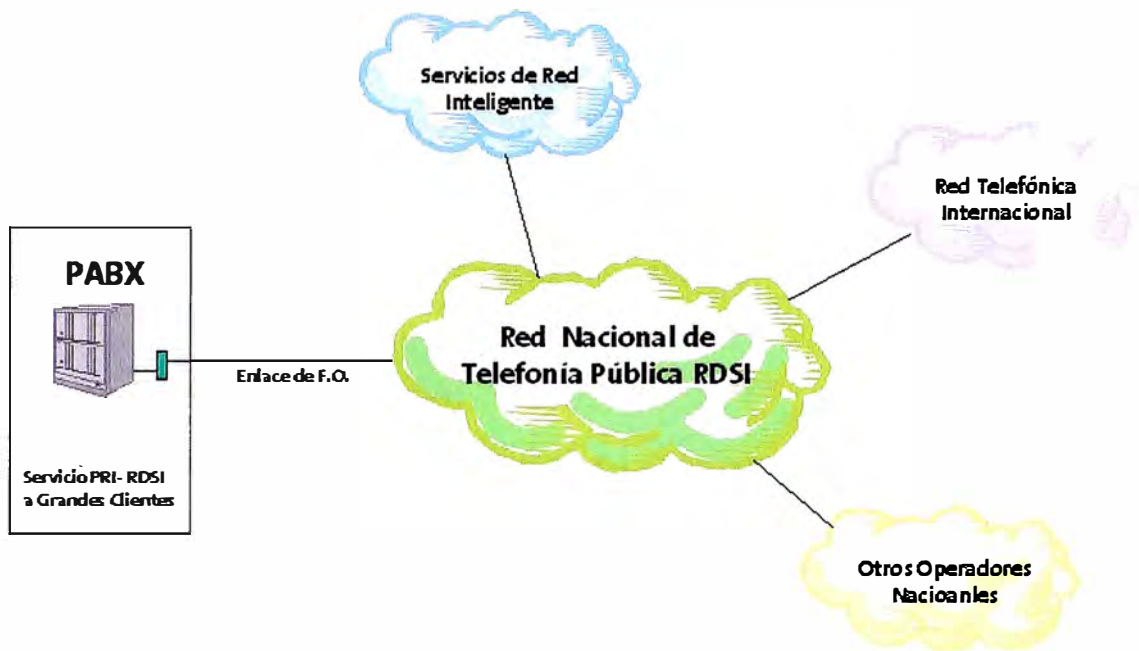 Servicios de Red
Inteligente
Red Telefónica
Internacional
PABX
Red Nacional de
Telefonía Pública RDSI
Enlace de F.O.
Servicio PRI- RDSI
a Grandes Clientes
Otros Operadores
Nacioanles